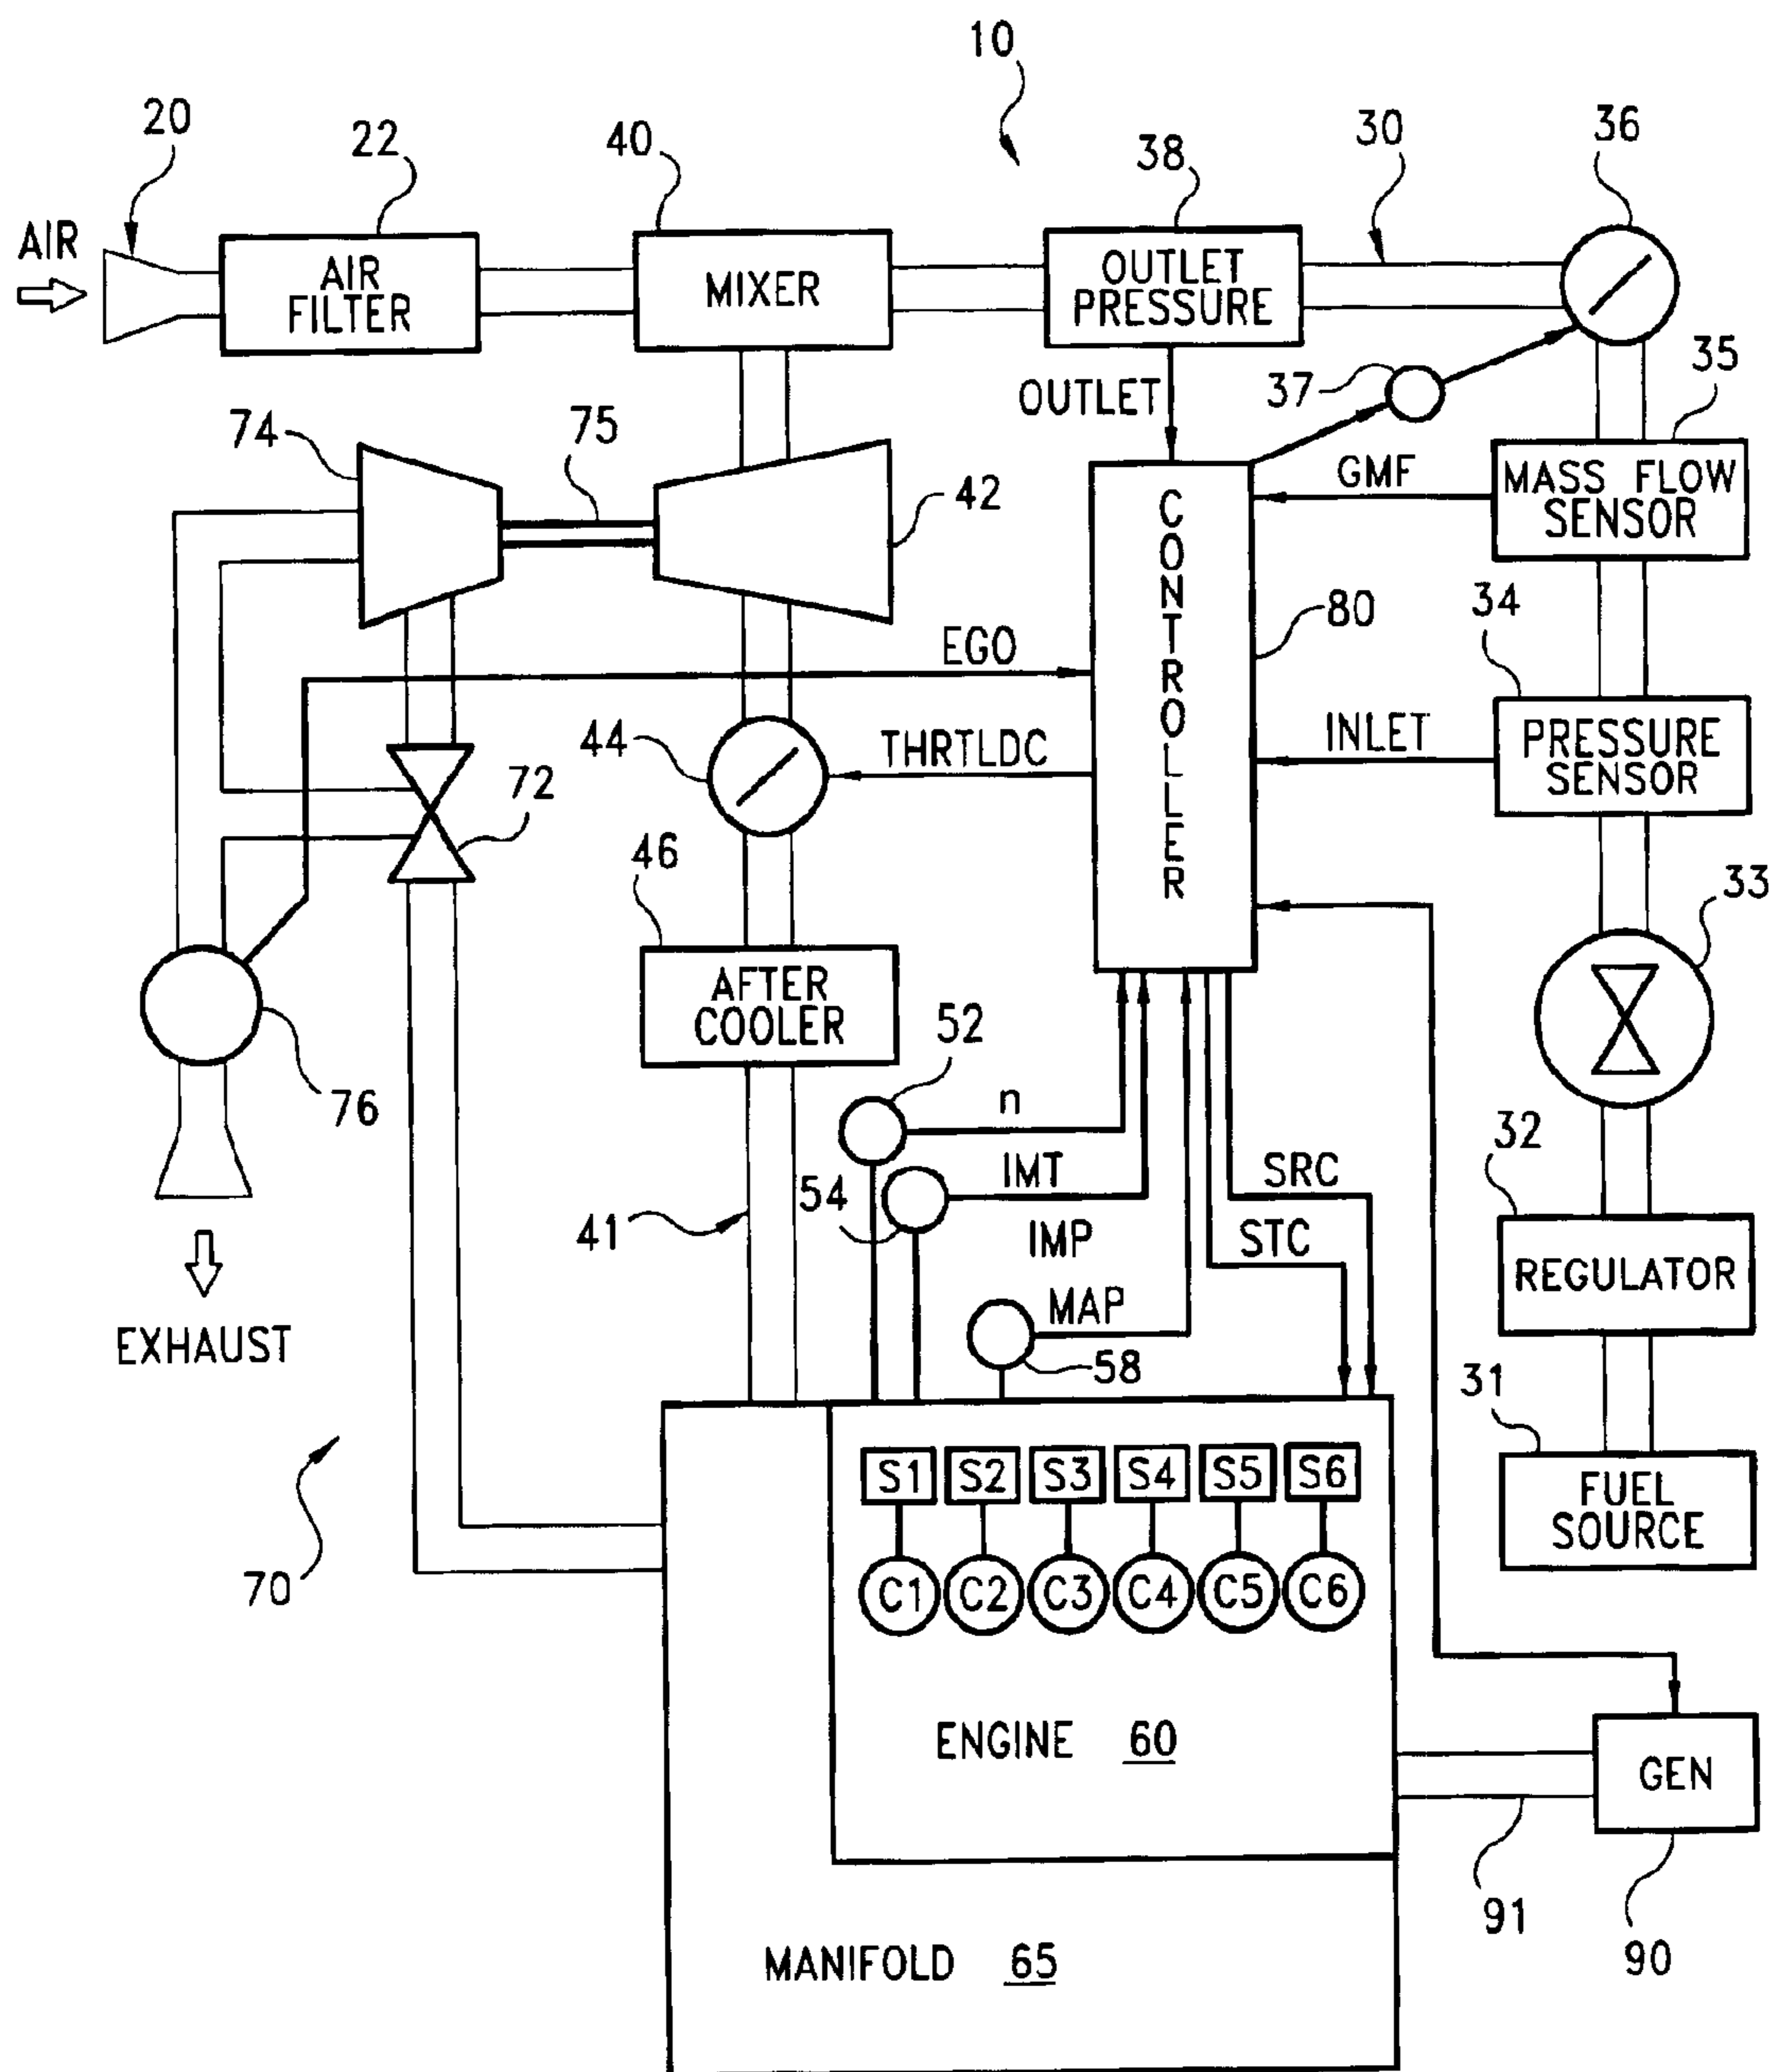 10
20
22
40
38
30
36
AIR
AIR
FILTER
MIXER
OUTLET
PRESSURE
OUTLET
37
35
74
75
42
GMF
MASS FLOW
SENSOR
CONTROLLER
80
34
EGO
INLET
PRESSURE
SENSOR
44
THRTLDC
72
46
33
AFTER
COOLER
52
76
n
32
54
IMT
SRC
41
IMP
STC
REGULATOR
MAP
EXHAUST
58
31
S1 S2 S3 S4 S5 S6
FUEL
SOURCE
70
C1 C2 C3 C4 C5 C6
ENGINE 60
GEN
91
90
MANIFOLD 65